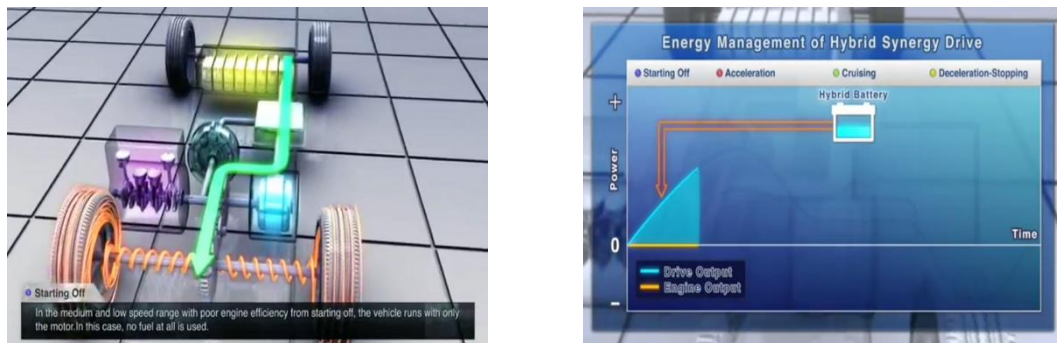 Starting Off
In the medium and low speed range with poor engine efficiency from starting off, the vehicle runs with only
the motor.In this case, no fuel at all is used.
Energy Management of Hybrid Synergy Drive
Starting Off Acceleration Cruising Deceleration-Stopping
Hybrid Battery
+
Power
0
Time
Drive Output
Engine Output
−